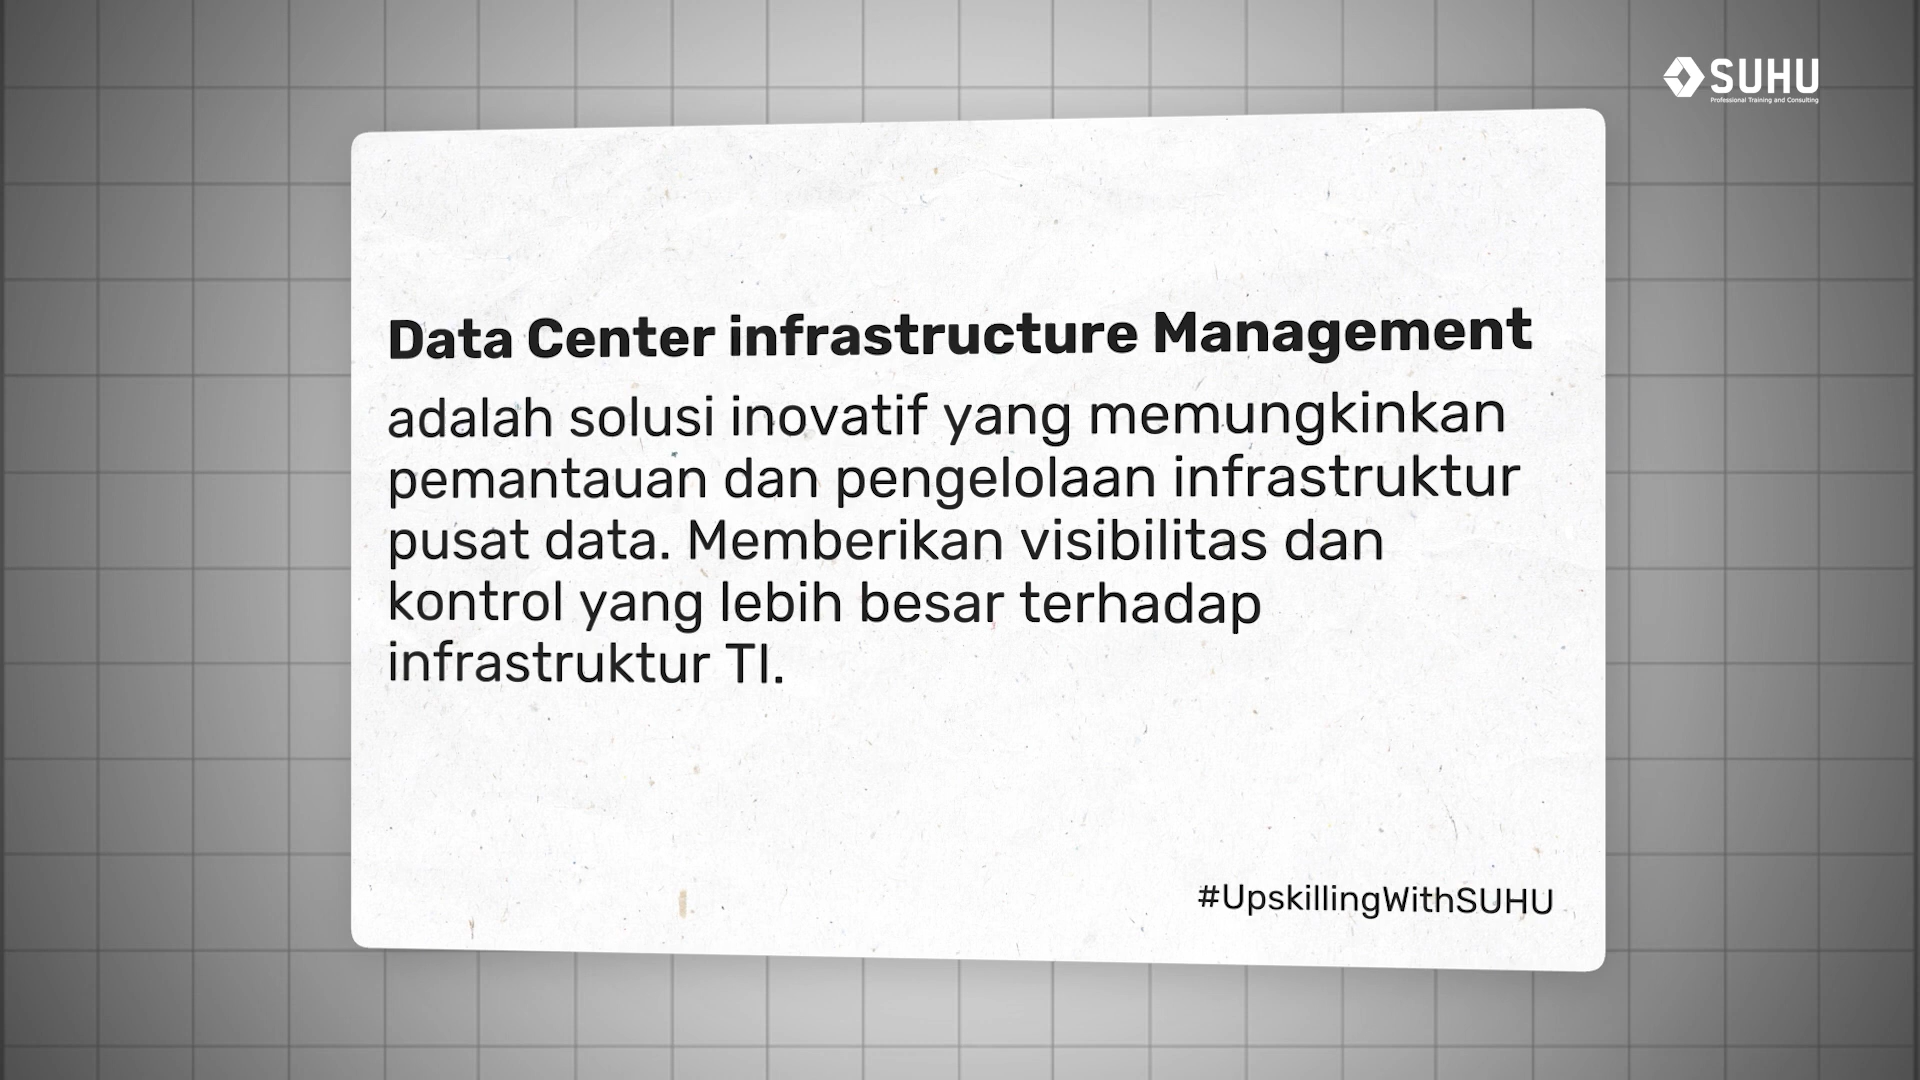 SUHU
Professional Training and Consulting
Data Center infrastructure Management
adalah solusi inovatif yang memungkinkan
pemantauan dan pengelolaan infrastruktur
pusat data. Memberikan visibilitas dan
kontrol yang lebih besar terhadap
infrastruktur TI.
#UpskillingWithSUHU